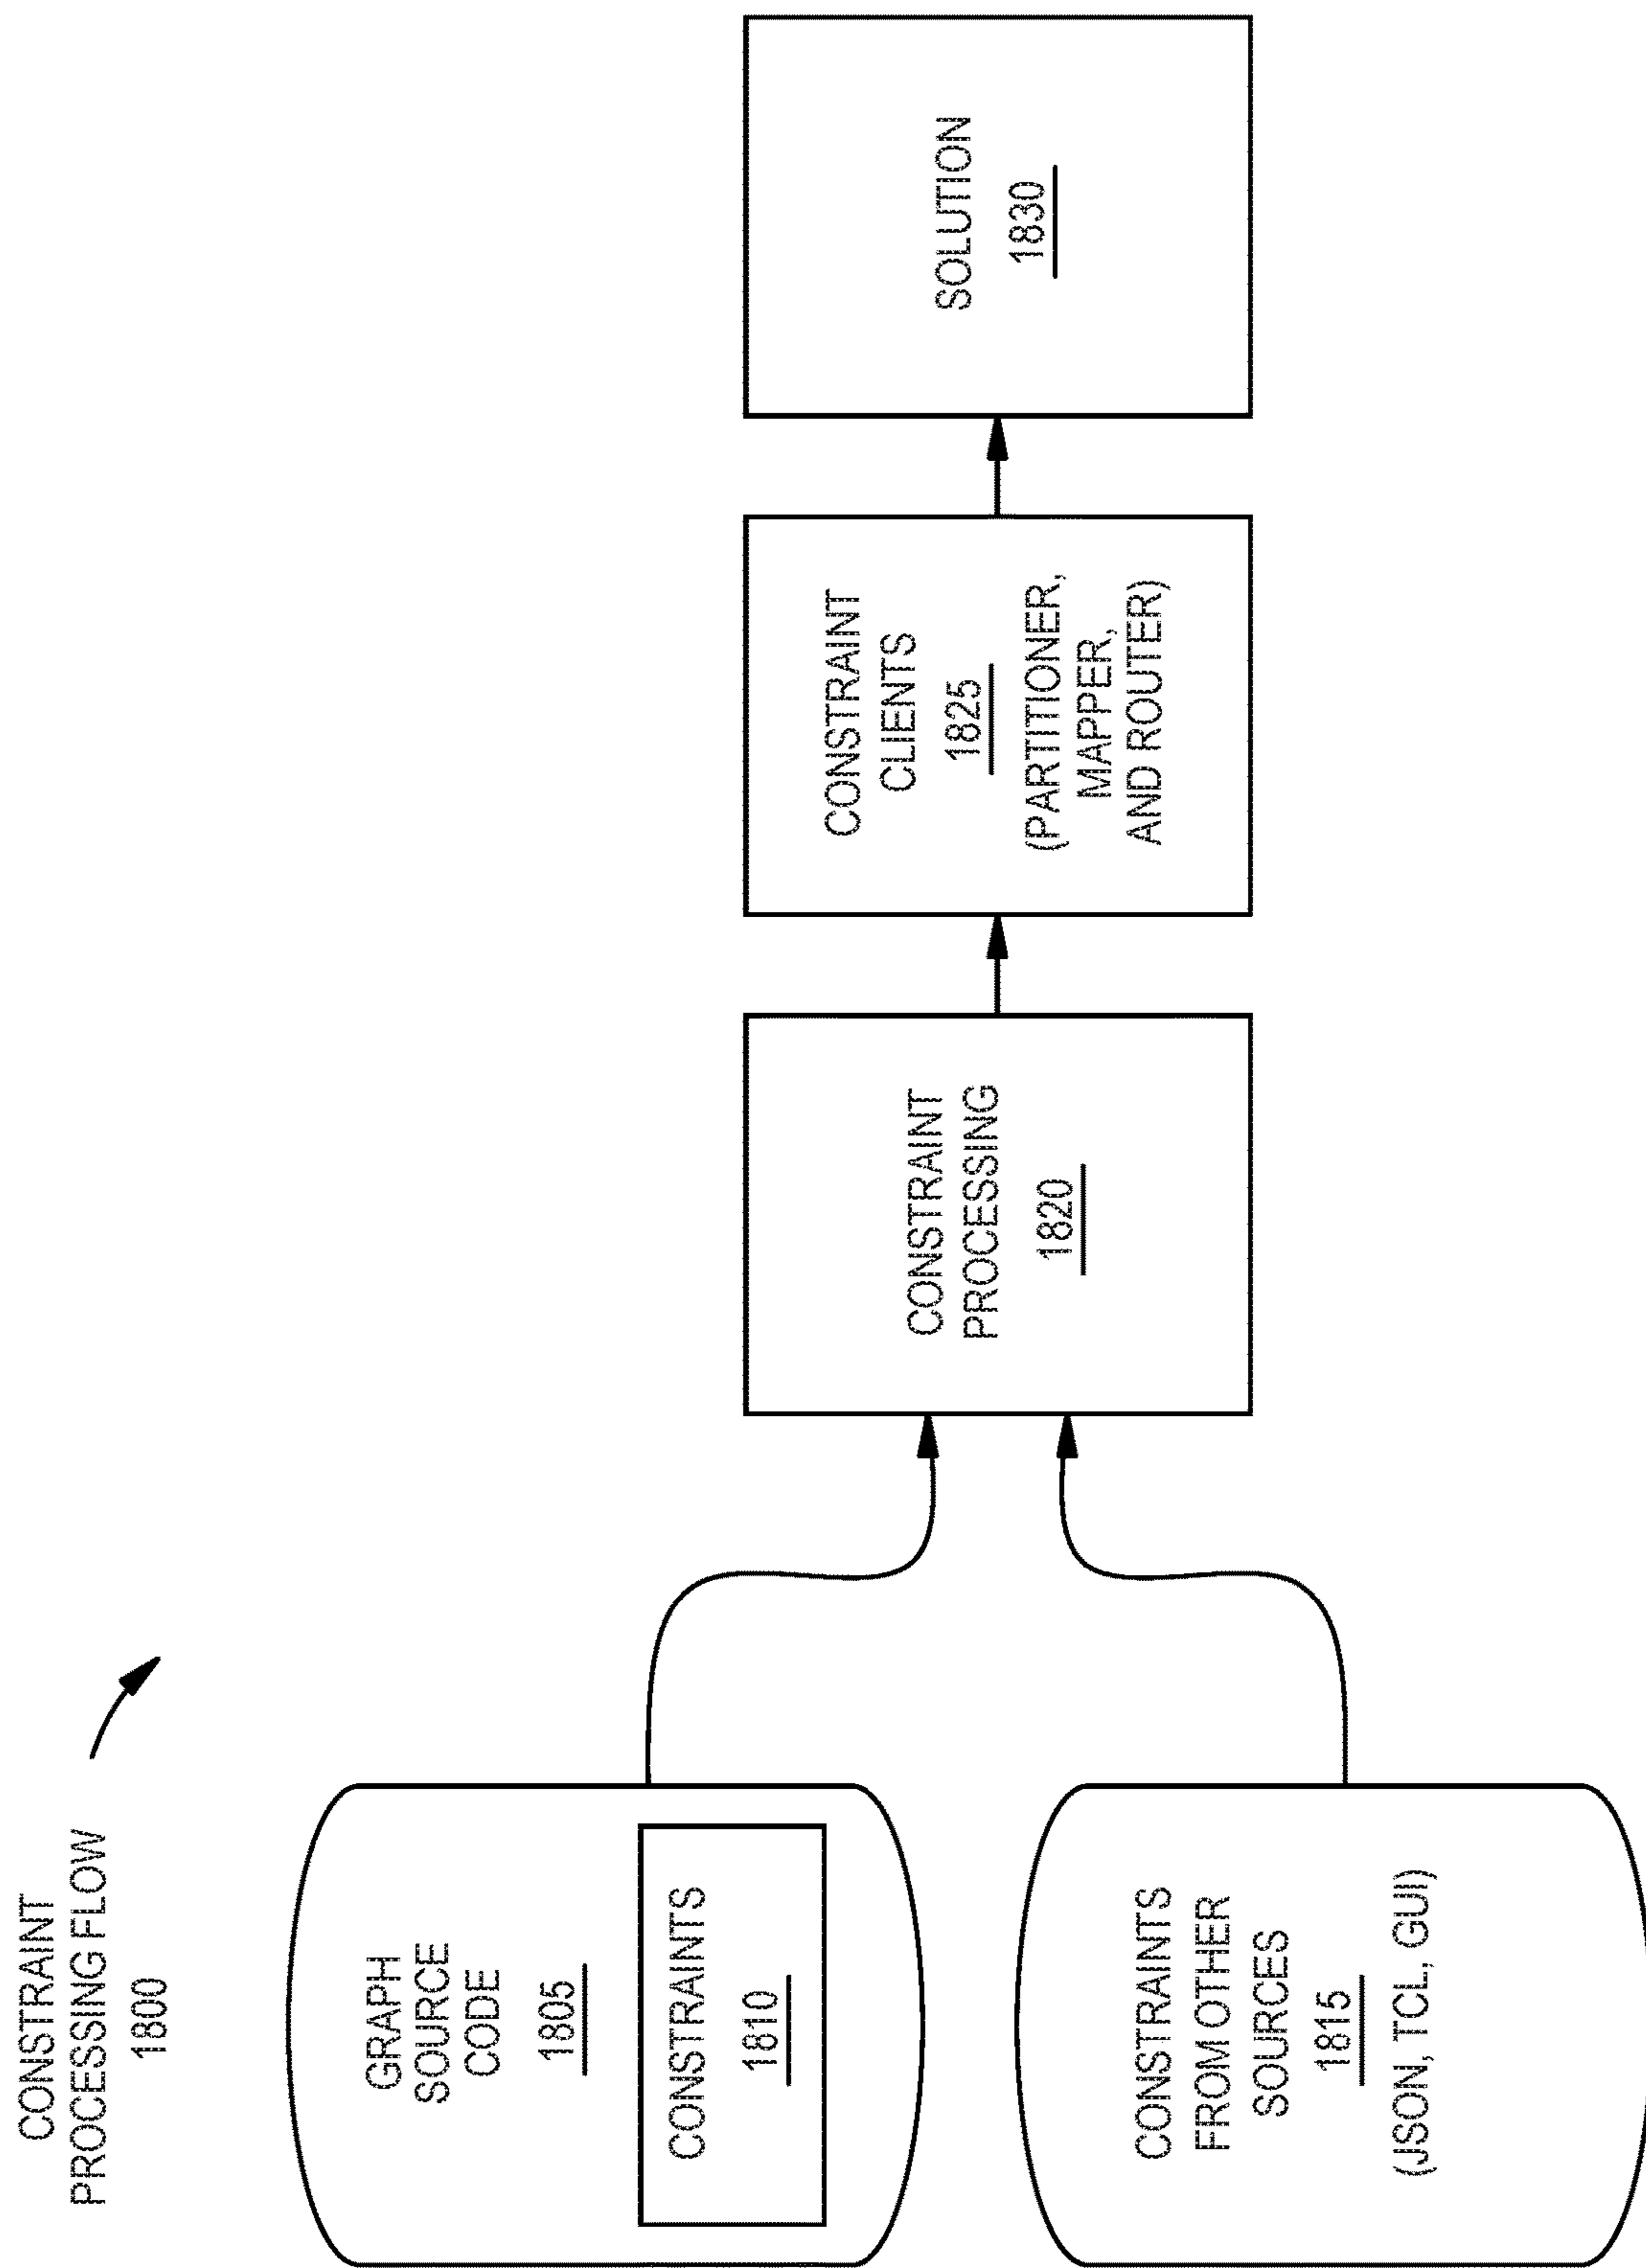 CONSTRAINT
PROCESSING FLOW
1800
GRAPH
SOURCE
CODE
1805
CONSTRAINTS
1810
CONSTRAINTS
FROM OTHER
SOURCES
1815
(JSON, TCL, GUI)
CONSTRAINT
PROCESSING
1820
CONSTRAINT
CLIENTS
1825
(PARTITIONER,
MAPPER,
AND ROUTER)
SOLUTION
1830